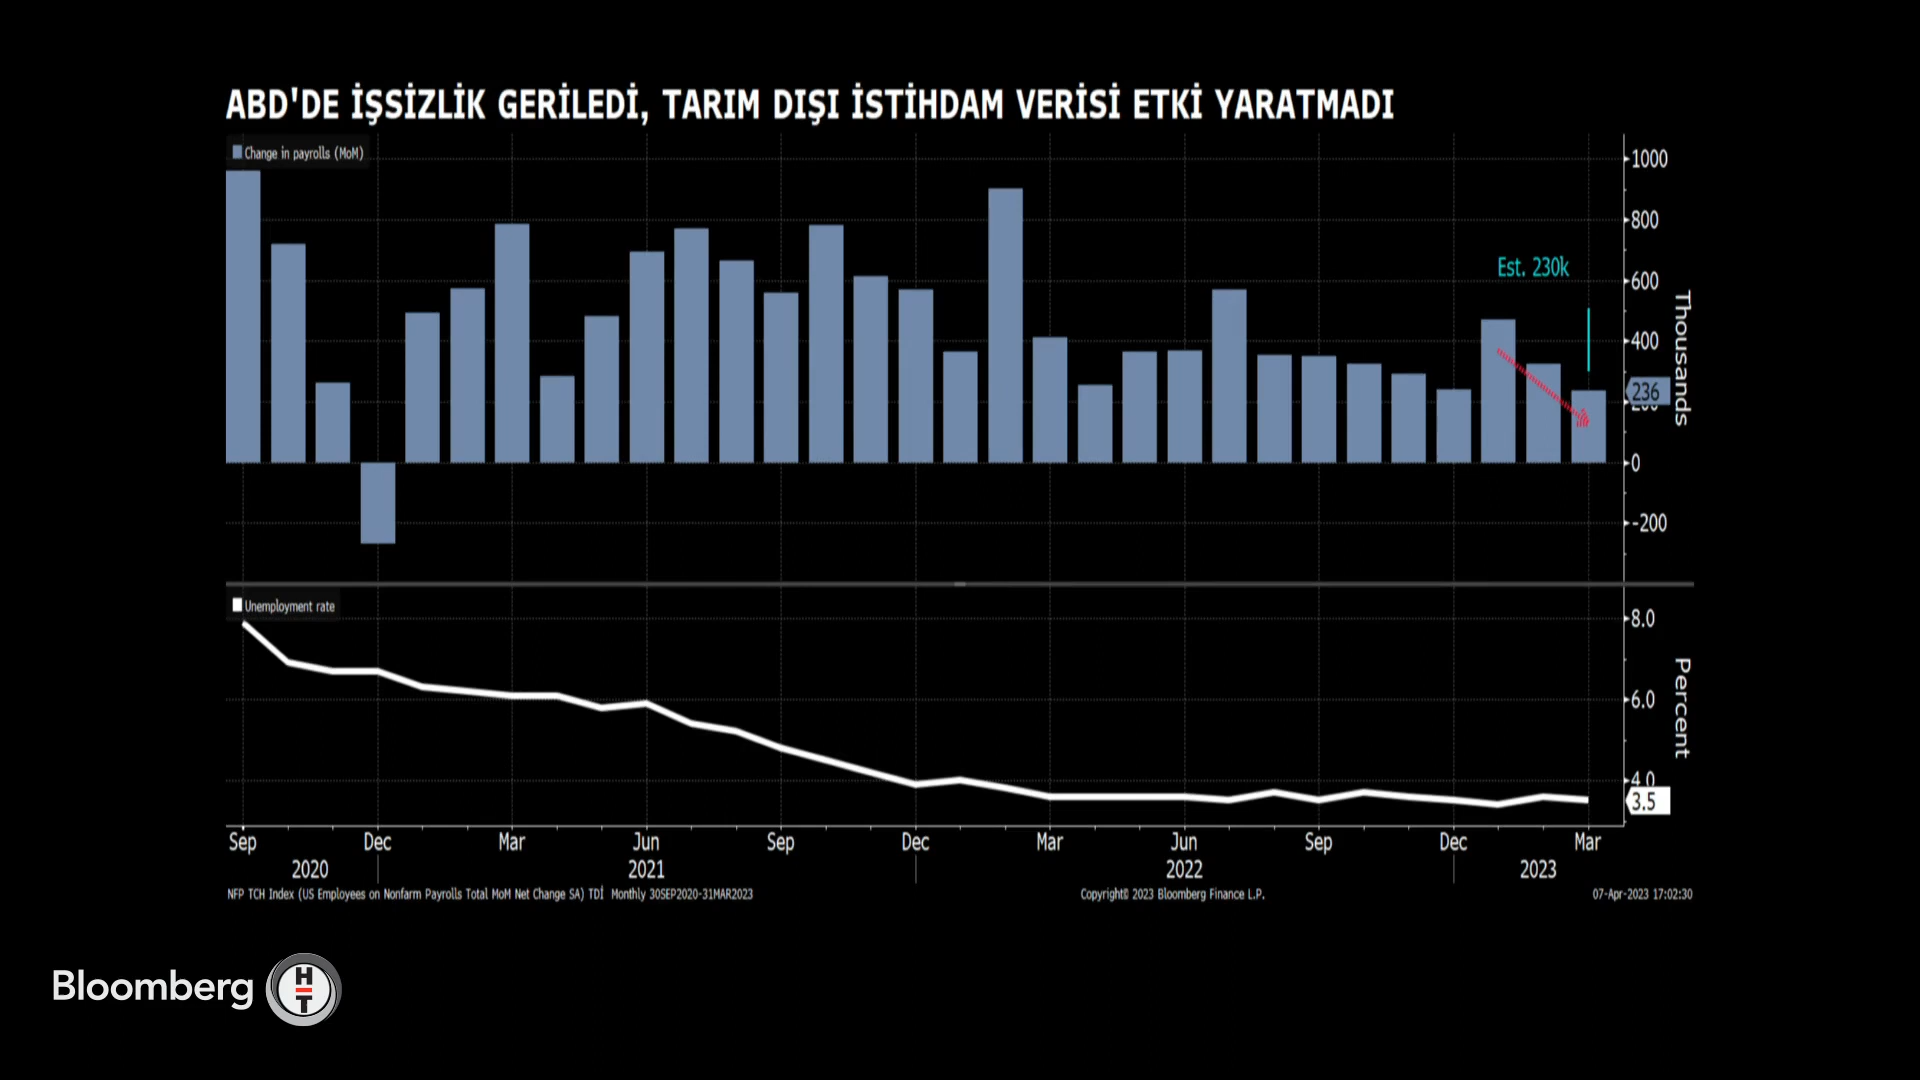 ABD'DE İŞSİZLİK GERİLEDİ, TARIM DIŞI İSTİHDAM VERİSİ ETKİ YARATMADI
Change in payrolls (MoM)
1000
800
Est. 230k
600
400
236
0
-200
Thousands
Unemployment rate
8.0
6.0
4.0
3.5
Percent
Sep Dec Mar Jun Sep Dec Mar Jun Sep Dec Mar
2020 2021 2022 2023
NFP TCH Index (US Employees on Nonfarm Payrolls Total MoM Net Change SA) TDİ Monthly 30SEP2020-31MAR2023 Copyright© 2023 Bloomberg Finance L.P. 07-Apr-2023 17:02:30
Bloomberg HT